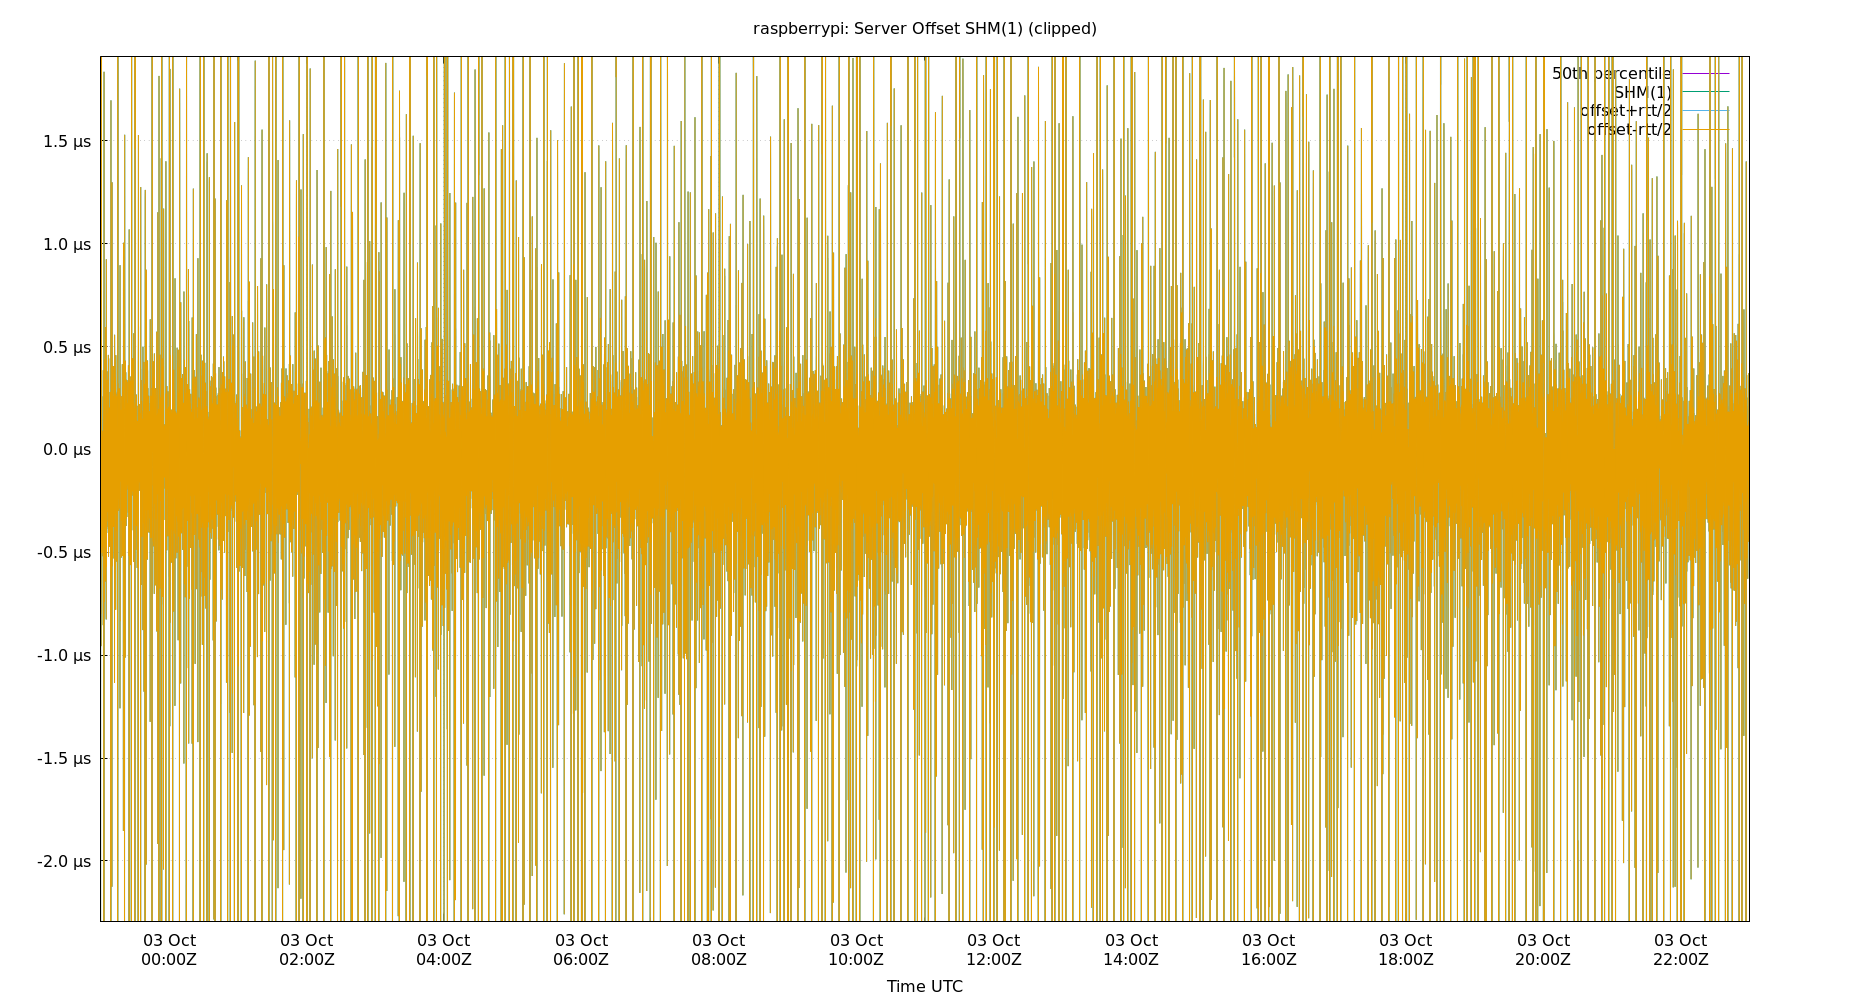 raspberrypi: Server Offset SHM(1) (clipped)
50th percentile
SHM(1)
offset+rtt/2
offset-rtt/2
1.5 µs
1.0 µs
0.5 µs
0.0 µs
-0.5 µs
-1.0 µs
-1.5 µs
-2.0 µs
03 Oct 03 Oct 03 Oct 03 Oct 03 Oct 03 Oct 03 Oct 03 Oct 03 Oct 03 Oct 03 Oct 03 Oct
00:00Z 02:00Z 04:00Z 06:00Z 08:00Z 10:00Z 12:00Z 14:00Z 16:00Z 18:00Z 20:00Z 22:00Z
Time UTC